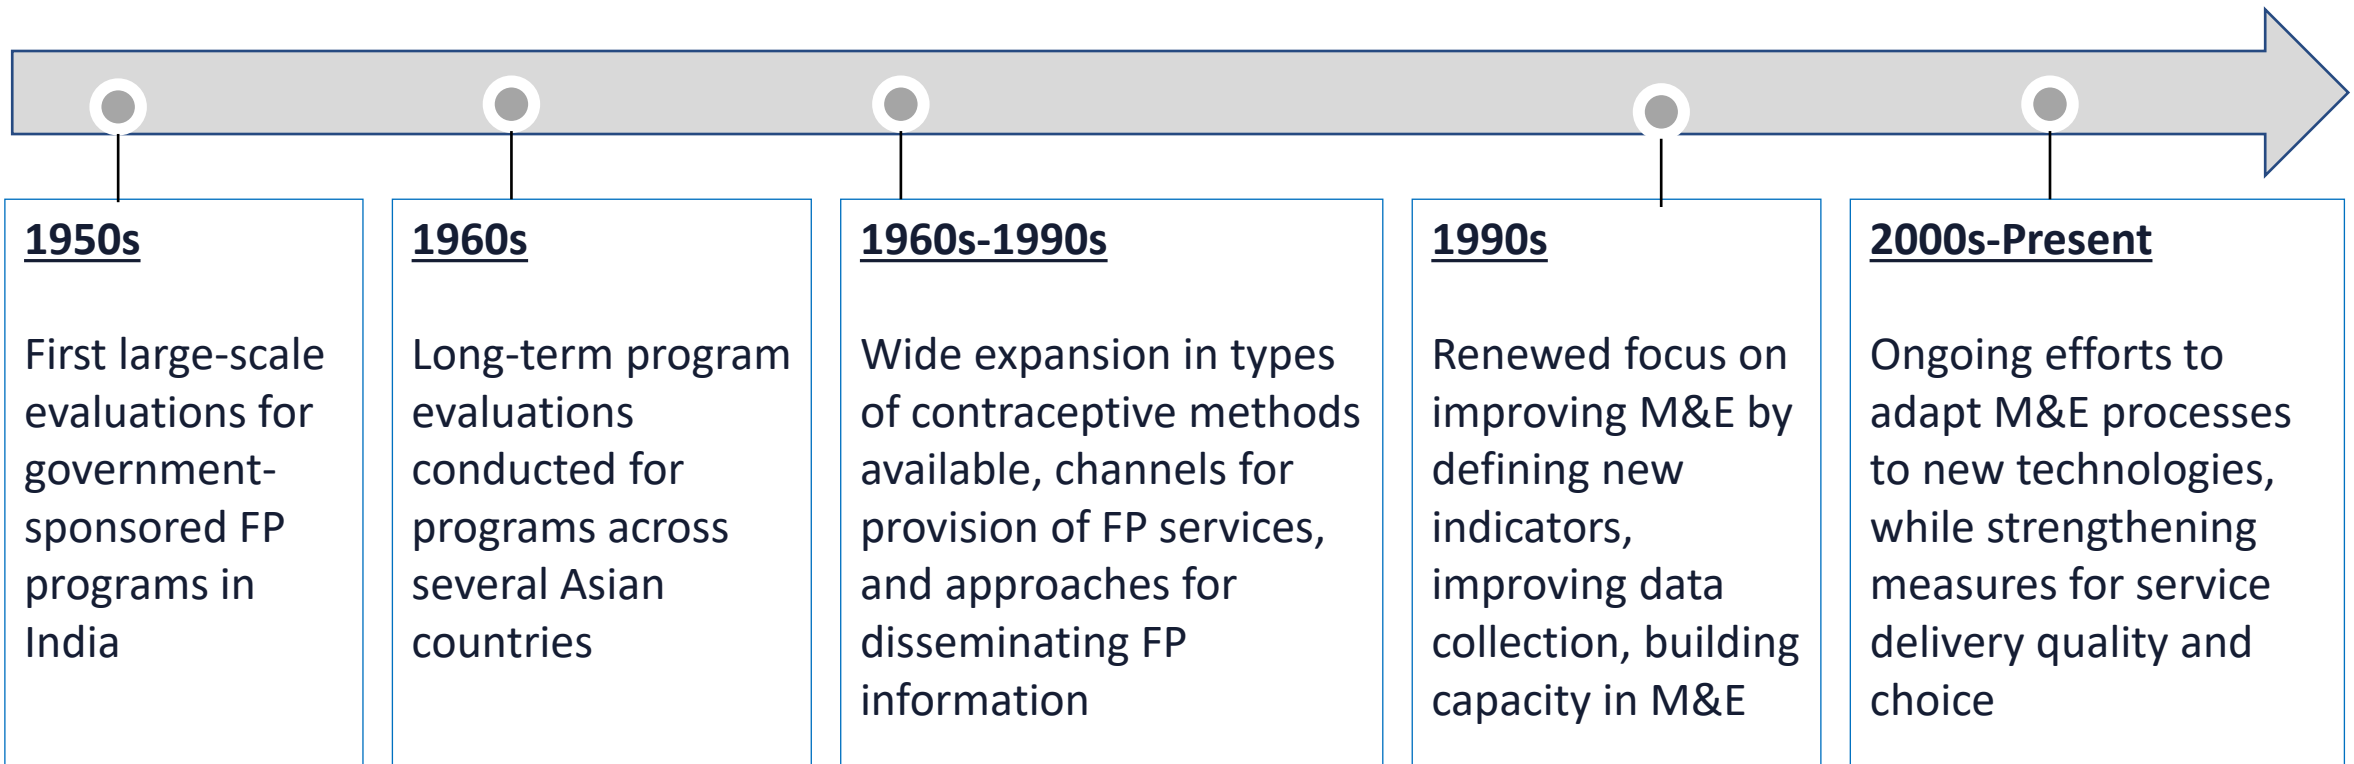 1950s
First large-scale
evaluations for
government-
sponsored FP
programs in
India
1960s
Long-term program
evaluations
conducted for
programs across
several Asian
countries
1960s-1990s
Wide expansion in types
of contraceptive methods
available, channels for
provision of FP services,
and approaches for
disseminating FP
information
1990s
Renewed focus on
improving M&E by
defining new
indicators,
improving data
collection, building
capacity in M&E
2000s-Present
Ongoing efforts to
adapt M&E processes
to new technologies,
while strengthening
measures for service
delivery quality and
choice